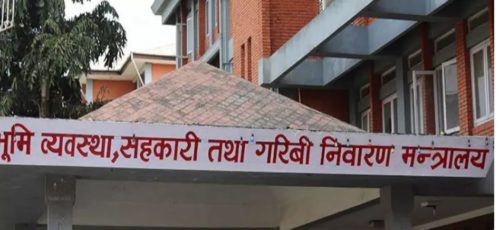 भूमि व्यवस्था,सहकारी तथा गरिबी निवारण मन्त्रालय